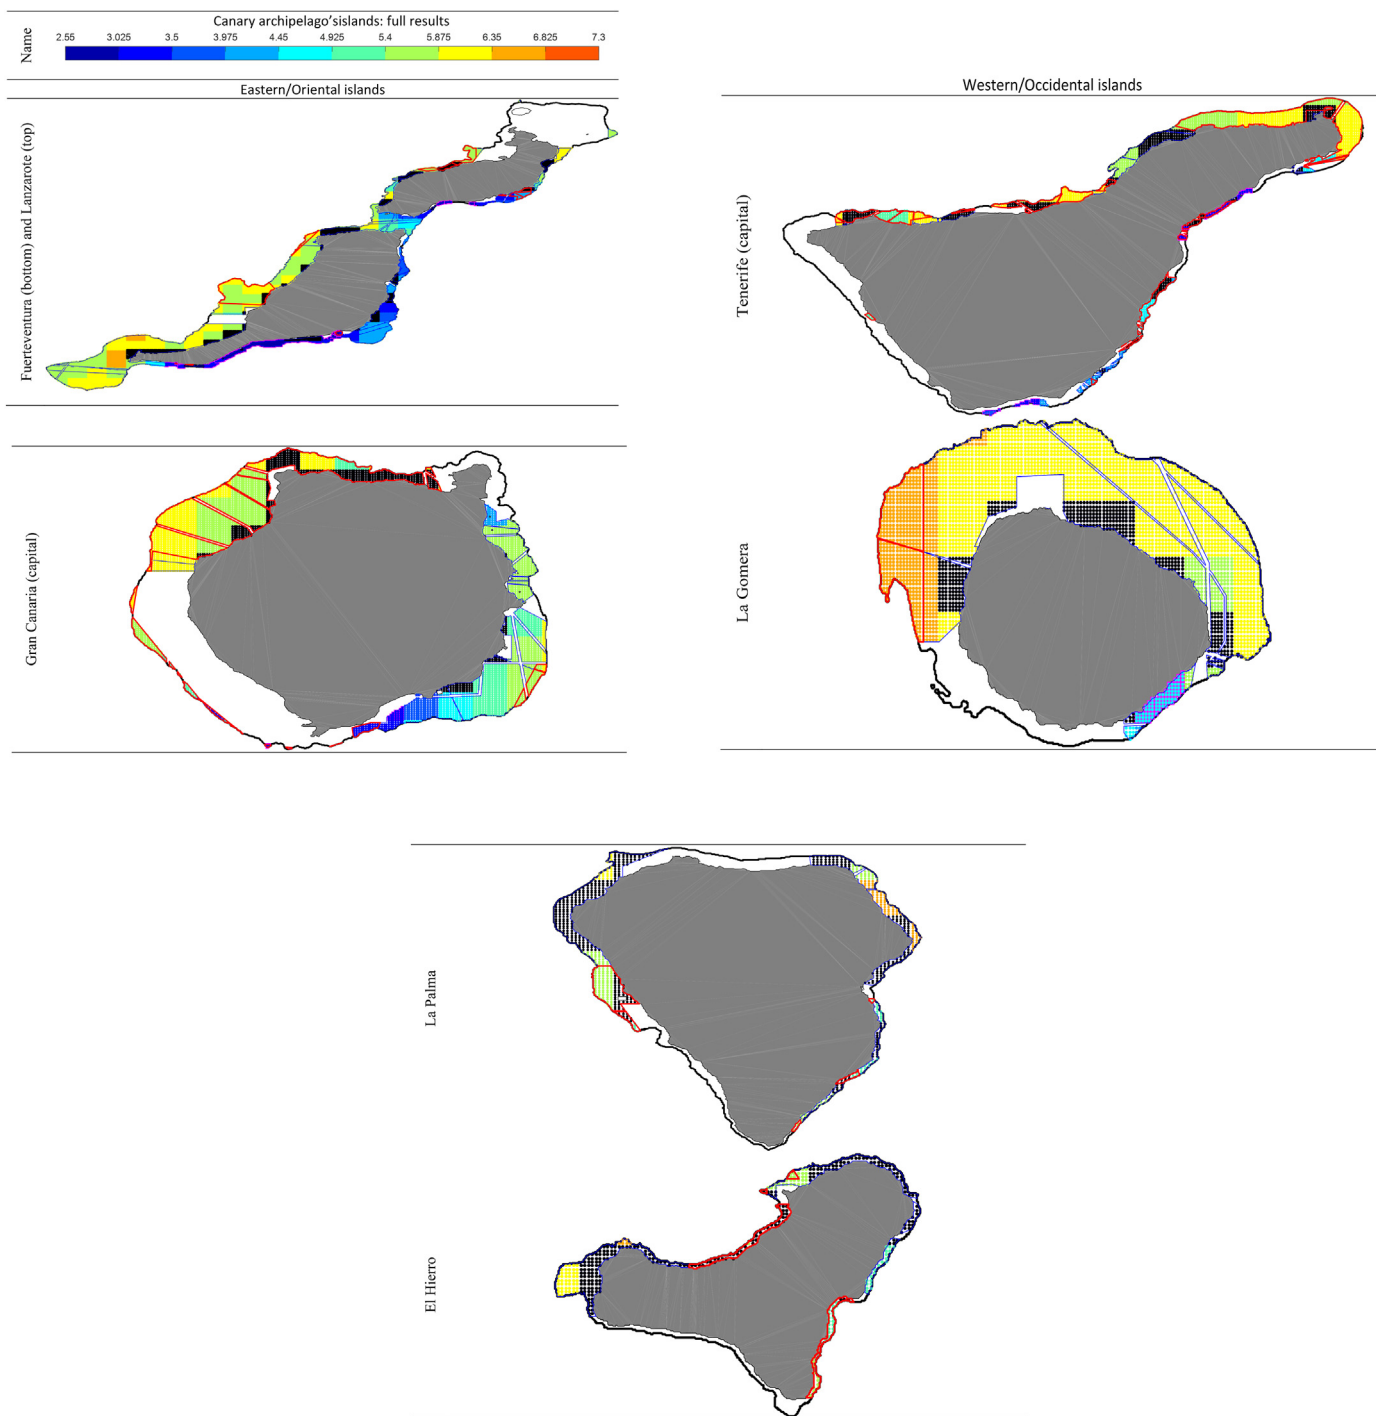 Canary archipelago'sislands: full results
Name
2.55 3.025 3.5 3.975 4.45 4.925 5.4 5.875 6.35 6.825 7.3
Eastern/Oriental islands
Fuerteventura (bottom) and Lanzarote (top)
Gran Canaria (capital)
Western/Occidental islands
Tenerife (capital)
La Gomera
La Palma
El Hierro